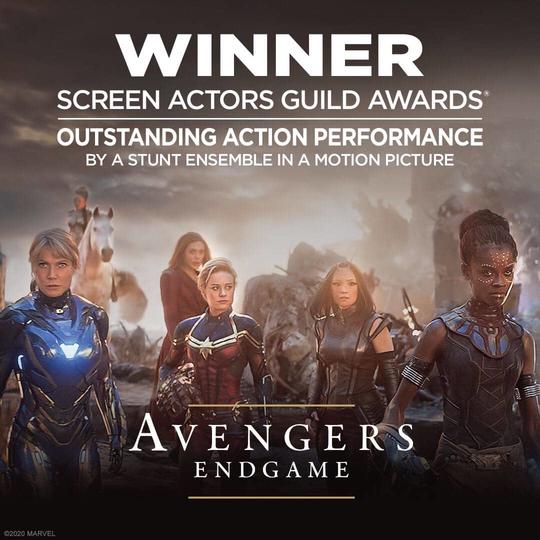 WINNER
SCREEN ACTORS GUILD AWARDS®
OUTSTANDING ACTION PERFORMANCE
BY A STUNT ENSEMBLE IN A MOTION PICTURE
AVENGERS
ENDGAME
©2020 MARVEL